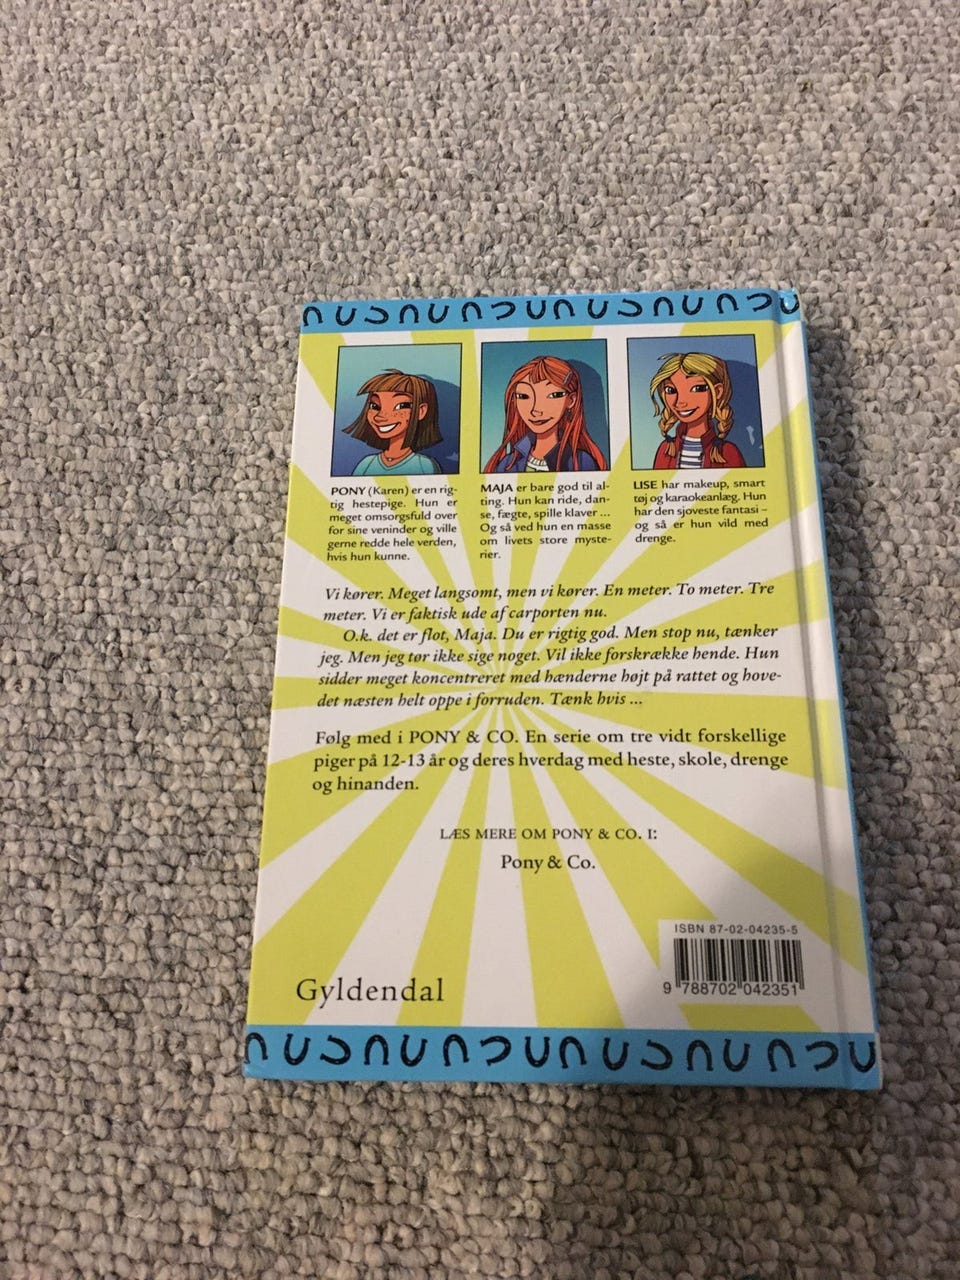 PONY (Karen) er en rig-
tig hestepige. Hun er
meget omsorgsfuld over
for sine veninder og ville
gerne redde hele verden,
hvis hun kunne.
MAJA er bare god til al-
ting. Hun kan ride, dan-
se, fægte, spille klaver ...
Og så ved hun en masse
om livets store myste-
rier.
LISE har makeup, smart
tøj og karaokeanlæg. Hun
har den sjoveste fantasi –
og så er hun vild med
drenge.
Vi kører. Meget langsomt, men vi kører. En meter. To meter. Tre
meter. Vi er faktisk ude af carporten nu.
O.k. det er flot, Maja. Du er rigtig god. Men stop nu, tænker
jeg. Men jeg tør ikke sige noget. Vil ikke forskrække hende. Hun
sidder meget koncentreret med hænderne højt på rattet og hove-
det næsten helt oppe i forruden. Tænk hvis ...
Følg med i PONY & CO. En serie om tre vidt forskellige
piger på 12-13 år og deres hverdag med heste, skole, drenge
og hinanden.
LÆS MERE OM PONY & CO. I:
Pony & Co.
ISBN 87-02-04235-5
9 788702 042351
Gyldendal